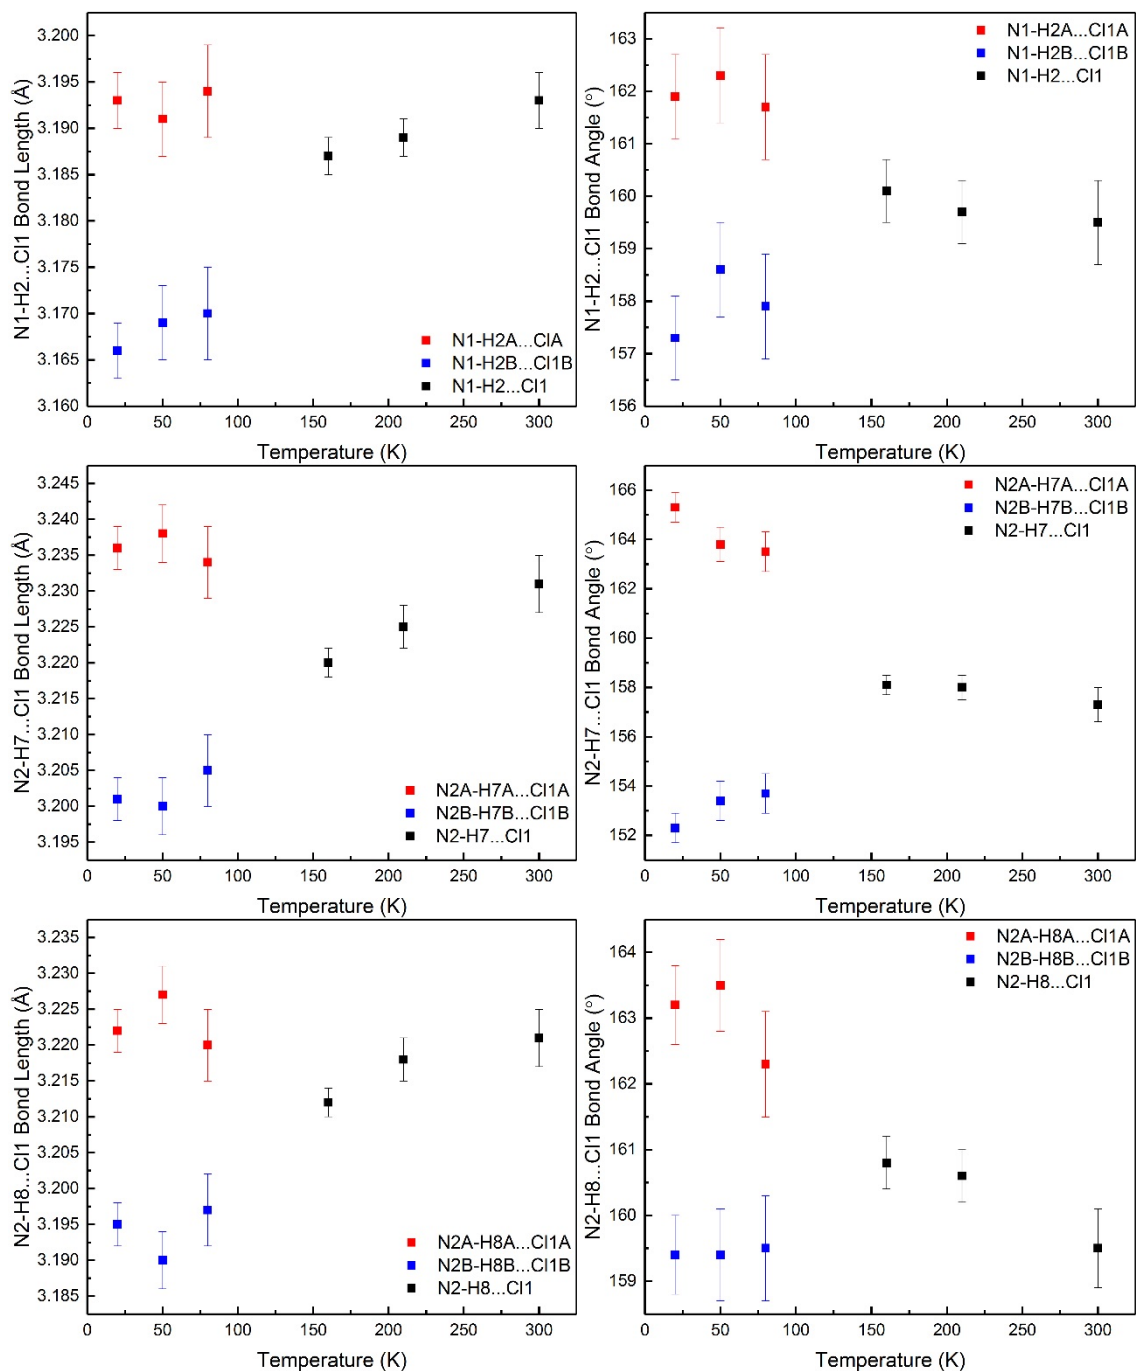 N1-H2...Cl1 Bond Length (Å)
3.200
3.195
3.190
3.185
3.180
3.175
3.170
3.165
3.160
N1-H2A...ClA
N1-H2B...Cl1B
N1-H2...Cl1
0 50 100 150 200 250 300
Temperature (K)
N1-H2...Cl1 Bond Angle (°)
163
162
161
160
159
158
157
156
N1-H2A...Cl1A
N1-H2B...Cl1B
N1-H2...Cl1
0 50 100 150 200 250 300
Temperature (K)
N2-H7...Cl1 Bond Length (Å)
3.245
3.240
3.235
3.230
3.225
3.220
3.215
3.210
3.205
3.200
3.195
N2A-H7A...Cl1A
N2B-H7B...Cl1B
N2-H7...Cl1
0 50 100 150 200 250 300
Temperature (K)
N2-H7...Cl1 Bond Angle (°)
166
164
162
160
158
156
154
152
N2A-H7A...Cl1A
N2B-H7B...Cl1B
N2-H7...Cl1
0 50 100 150 200 250 300
Temperature (K)
N2-H8...Cl1 Bond Length (Å)
3.235
3.230
3.225
3.220
3.215
3.210
3.205
3.200
3.195
3.190
3.185
N2A-H8A...Cl1A
N2B-H8B...Cl1B
N2-H8...Cl1
0 50 100 150 200 250 300
Temperature (K)
N2-H8...Cl1 Bond Angle (°)
164
163
162
161
160
159
N2A-H8A...Cl1A
N2B-H8B...Cl1B
N2-H8...Cl1
0 50 100 150 200 250 300
Temperature (K)